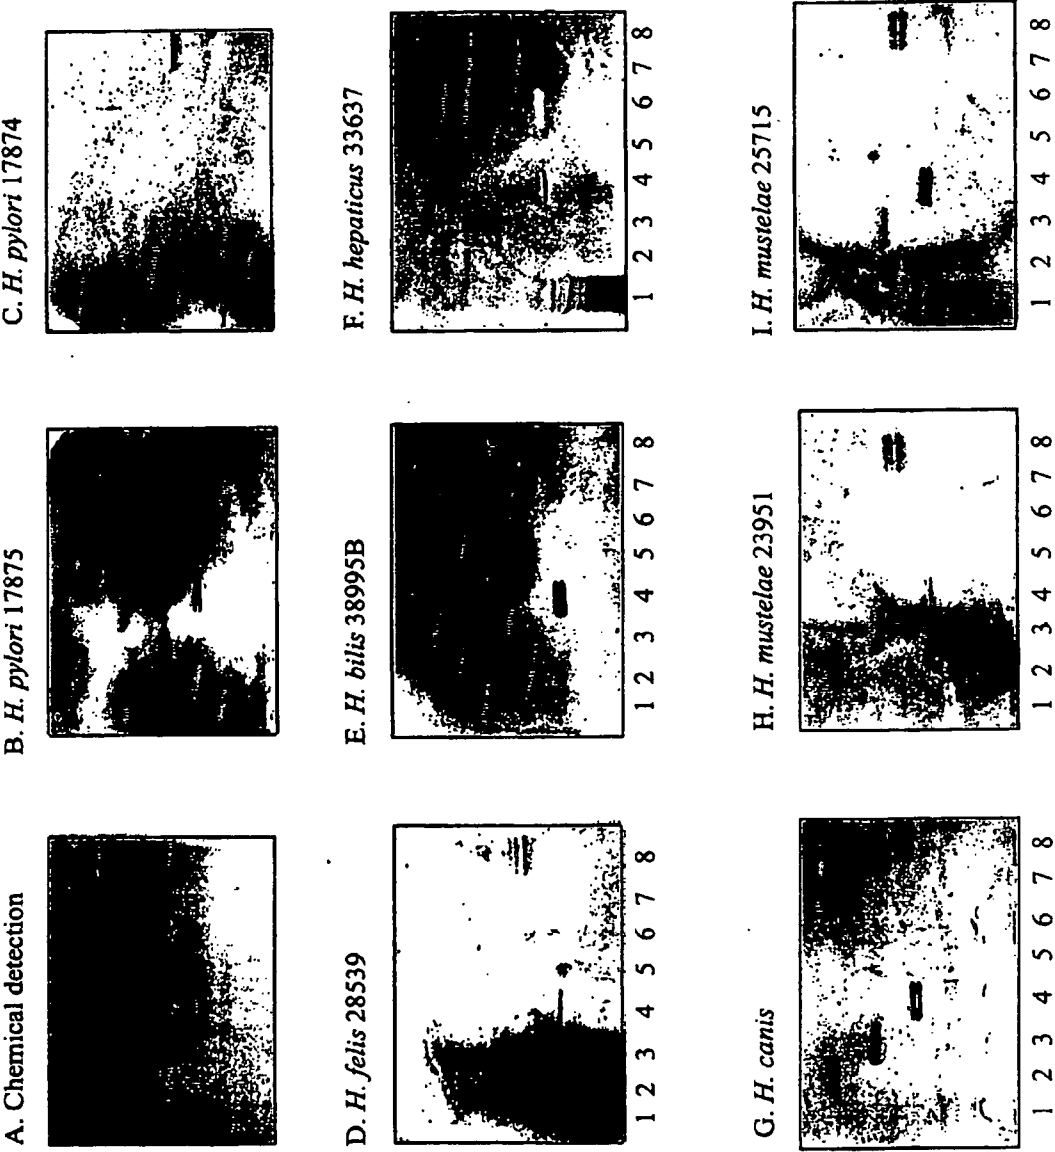 A. Chemical detection
B. H. pylori 17875
C. H. pylori 17874
D. H. felis 28539
1 2 3 4 5 6 7 8
E. H. bilis 38995B
1 2 3 4 5 6 7 8
F. H. hepaticus 33637
1 2 3 4 5 6 7 8
G. H. canis
1 2 3 4 5 6 7 8
H. H. mustelae 23951
1 2 3 4 5 6 7 8
I. H. mustelae 25715
1 2 3 4 5 6 7 8